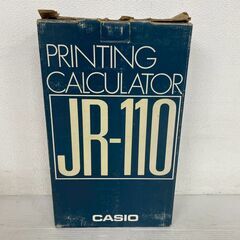 PRINTING
CALCULATOR
JR-110
CASIO